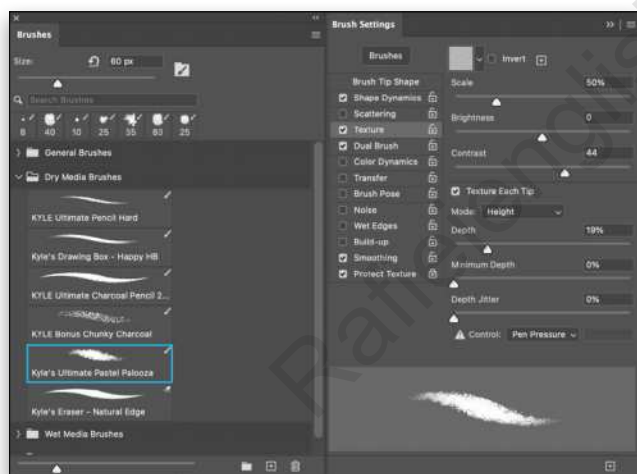 Brushes
Size:
60 px
Search Brushes
6
40
10
25
35
60
25
General Brushes
Dry Media Brushes
KYLE Ultimate Pencil Hard
Kyle's Drawing Box - Happy HB
KYLE Ultimate Charcoal Pencil 2...
KYLE Bonus Chunky Charcoal
Kyle's Ultimate Pastel Palooza
Kyle's Eraser - Natural Edge
Wet Media Brushes
Brush Settings
Brushes
Invert
Brush Tip Shape
Shape Dynamics
Scattering
Texture
Dual Brush
Color Dynamics
Transfer
Brush Pose
Noise
Wet Edges
Build-up
Smoothing
Protect Texture
Scale
50%
Brightness
0
Contrast
44
Texture Each Tip
Mode: Height
Depth
19%
Minimum Depth
0%
Depth Jitter
0%
Control: Pen Pressure